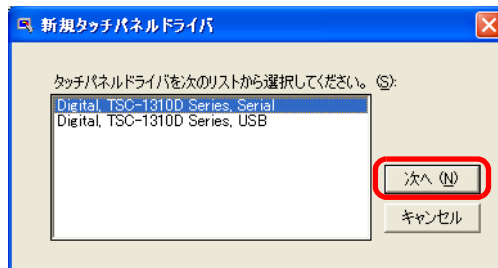 新規タッチパネルドライバ
タッチパネルドライバを次のリストから選択してください。 (S):
Digital, TSC-1310D Series, Serial
Digital, TSC-1310D Series, USB
次へ (N)
キャンセル